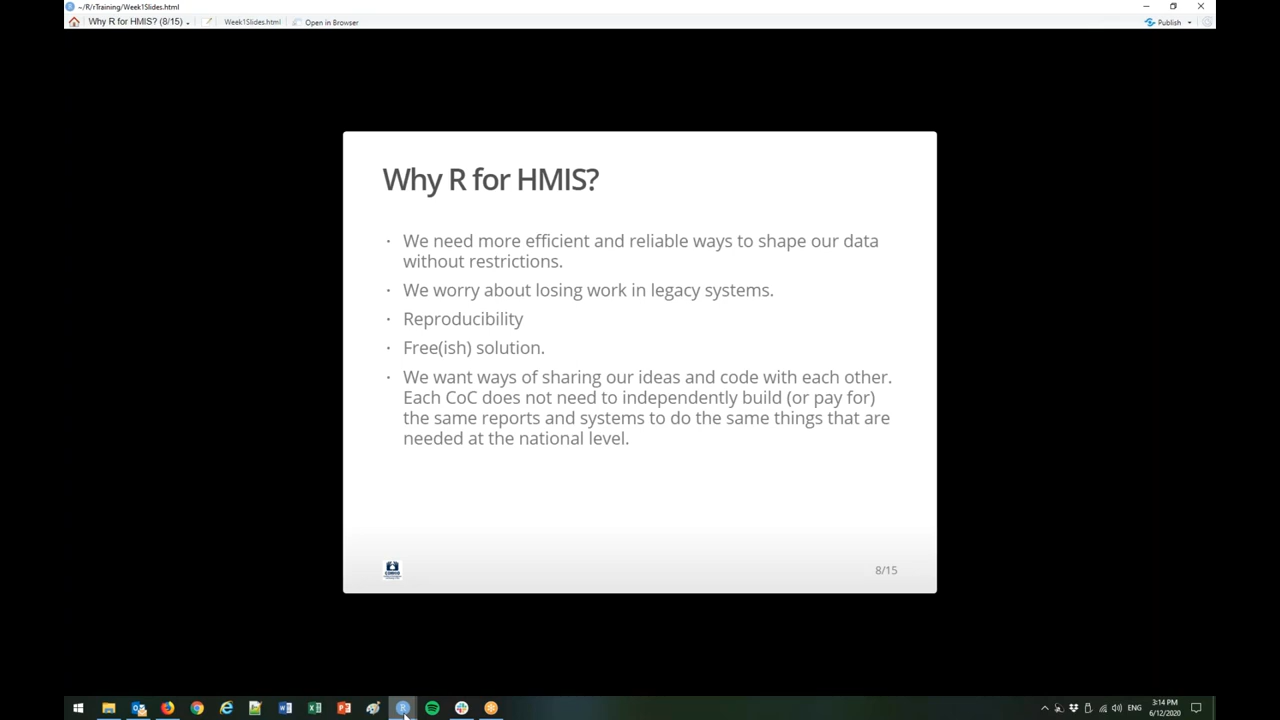 ~/R/rTraining/Week1Slides.html
Why R for HMIS? (8/15)
Week1Slides.html
Open in Browser
Publish
Why R for HMIS?
· We need more efficient and reliable ways to shape our data
without restrictions.
· We worry about losing work in legacy systems.
· Reproducibility
· Free(ish) solution.
· We want ways of sharing our ideas and code with each other.
Each CoC does not need to independently build (or pay for)
the same reports and systems to do the same things that are
needed at the national level.
8/15
ENG
3:14 PM
6/12/2020